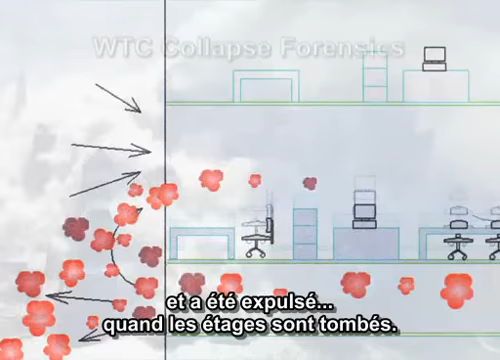 WTC Collapse Forensics
et a été expulsé...
quand les étages sont tombés.